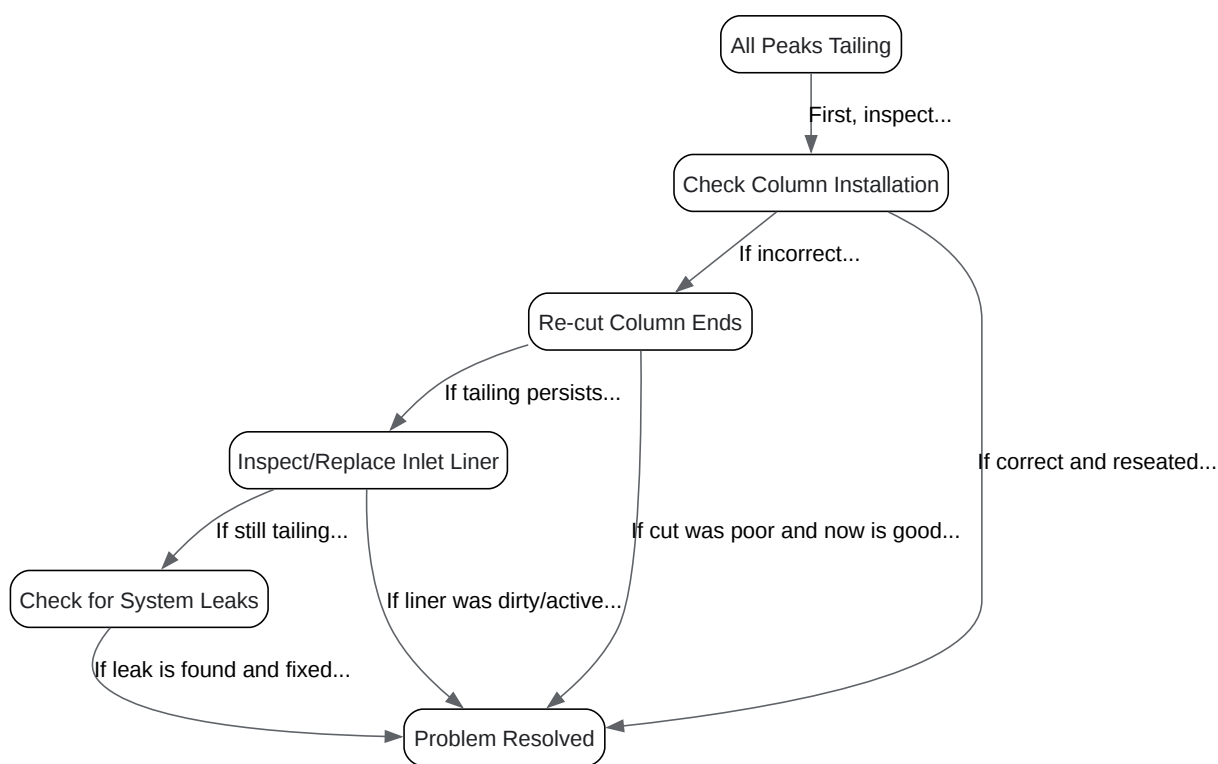 All Peaks Tailing
First, inspect...
Check Column Installation
If incorrect...
Re-cut Column Ends
If tailing persists...
Inspect/Replace Inlet Liner
If correct and reseated...
If still tailing...
If cut was poor and now is good...
Check for System Leaks
If liner was dirty/active...
If leak is found and fixed...
Problem Resolved